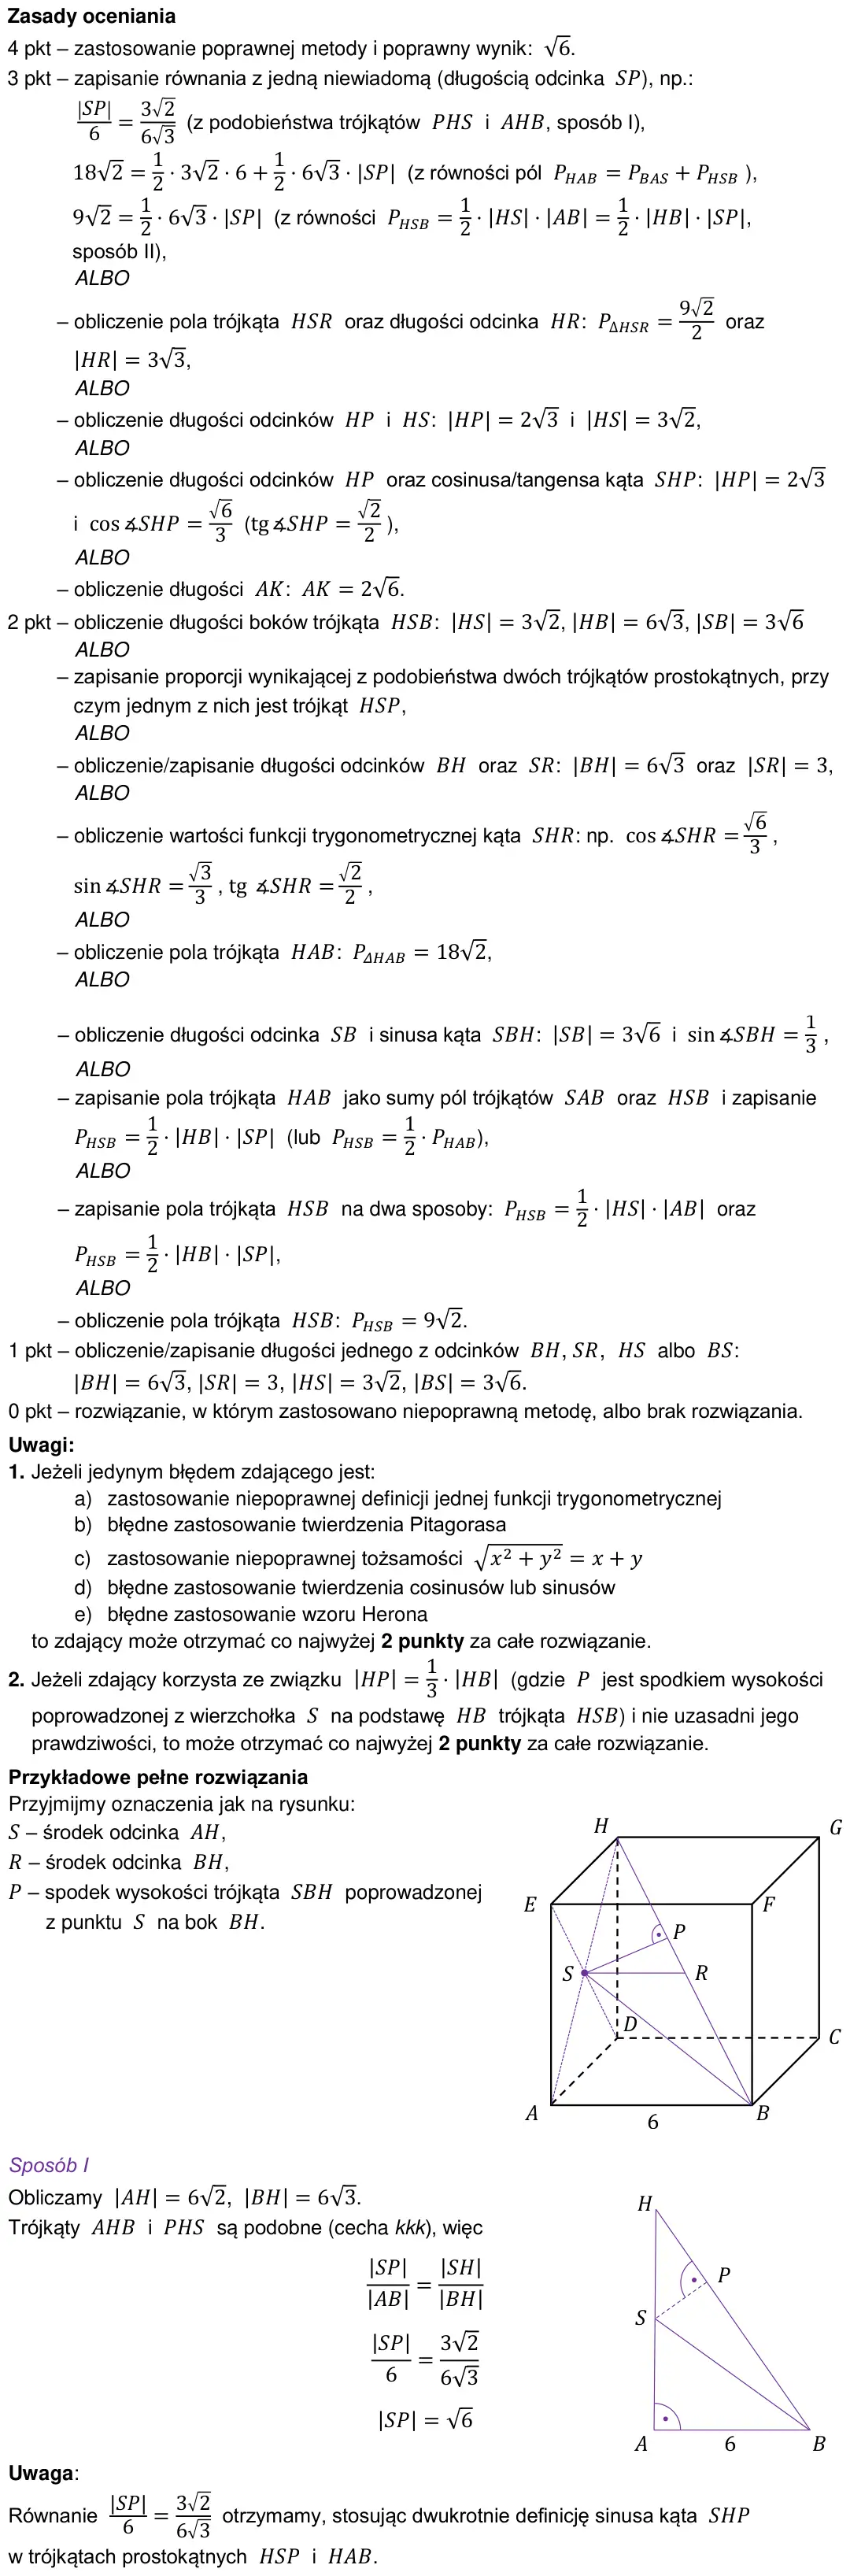 Zasady oceniania
4 pkt – zastosowanie poprawnej metody i poprawny wynik: √6.
3 pkt – zapisanie równania z jedną niewiadomą (długością odcinka SP), np.:
|SP|/6 = 3√2/6√3 (z podobieństwa trójkątów PHS i AHB, sposób I),
18√2 = 1/2 · 3√2 · 6 + 1/2 · 6√3 · |SP| (z równości pól P_HAB = P_BAS + P_HSB ),
9√2 = 1/2 · 6√3 · |SP| (z równości P_HSB = 1/2 · |HS| · |AB| = 1/2 · |HB| · |SP|,
sposób II),
ALBO
– obliczenie pola trójkąta HSR oraz długości odcinka HR: P_ΔHSR = 9√2/2 oraz
|HR| = 3√3,
ALBO
– obliczenie długości odcinków HP i HS: |HP| = 2√3 i |HS| = 3√2,
ALBO
– obliczenie długości odcinków HP oraz cosinusa/tangensa kąta SHP: |HP| = 2√3
i cos ∡SHP = √6/3 (tg ∡SHP = √2/2 ),
ALBO
– obliczenie długości AK: AK = 2√6.
2 pkt – obliczenie długości boków trójkąta HSB: |HS| = 3√2, |HB| = 6√3, |SB| = 3√6
ALBO
– zapisanie proporcji wynikającej z podobieństwa dwóch trójkątów prostokątnych, przy
czym jednym z nich jest trójkąt HSP,
ALBO
– obliczenie/zapisanie długości odcinków BH oraz SR: |BH| = 6√3 oraz |SR| = 3,
ALBO
– obliczenie wartości funkcji trygonometrycznej kąta SHR: np. cos ∡SHR = √6/3 ,
sin ∡SHR = √3/3 , tg ∡SHR = √2/2 ,
ALBO
– obliczenie pola trójkąta HAB: P_ΔHAB = 18√2,
ALBO
– obliczenie długości odcinka SB i sinusa kąta SBH: |SB| = 3√6 i sin ∡SBH = 1/3 ,
ALBO
– zapisanie pola trójkąta HAB jako sumy pól trójkątów SAB oraz HSB i zapisanie
P_HSB = 1/2 · |HB| · |SP| (lub P_HSB = 1/2 · P_HAB),
ALBO
– zapisanie pola trójkąta HSB na dwa sposoby: P_HSB = 1/2 · |HS| · |AB| oraz
P_HSB = 1/2 · |HB| · |SP|,
ALBO
– obliczenie pola trójkąta HSB: P_HSB = 9√2.
1 pkt – obliczenie/zapisanie długości jednego z odcinków BH, SR, HS albo BS:
|BH| = 6√3, |SR| = 3, |HS| = 3√2, |BS| = 3√6.
0 pkt – rozwiązanie, w którym zastosowano niepoprawną metodę, albo brak rozwiązania.
Uwagi:
1. Jeżeli jedynym błędem zdającego jest:
a) zastosowanie niepoprawnej definicji jednej funkcji trygonometrycznej
b) błędne zastosowanie twierdzenia Pitagorasa
c) zastosowanie niepoprawnej tożsamości √(x² + y²) = x + y
d) błędne zastosowanie twierdzenia cosinusów lub sinusów
e) błędne zastosowanie wzoru Herona
to zdający może otrzymać co najwyżej 2 punkty za całe rozwiązanie.
2. Jeżeli zdający korzysta ze związku |HP| = 1/3 · |HB| (gdzie P jest spodkiem wysokości
poprowadzonej z wierzchołka S na podstawę HB trójkąta HSB) i nie uzasadni jego
prawdziwości, to może otrzymać co najwyżej 2 punkty za całe rozwiązanie.
Przykładowe pełne rozwiązania
Przyjmijmy oznaczenia jak na rysunku:
S – środek odcinka AH,
R – środek odcinka BH,
P – spodek wysokości trójkąta SBH poprowadzonej
z punktu S na bok BH.
H
G
E
F
P
S
R
D
C
A
B
6
Sposób I
Obliczamy |AH| = 6√2, |BH| = 6√3.
Trójkąty AHB i PHS są podobne (cecha kkk), więc
|SP|/|AB| = |SH|/|BH|
|SP|/6 = 3√2/6√3
|SP| = √6
H
P
S
A
6
B
Uwaga:
Równanie |SP|/6 = 3√2/6√3 otrzymamy, stosując dwukrotnie definicję sinusa kąta SHP
w trójkątach prostokątnych HSP i HAB.